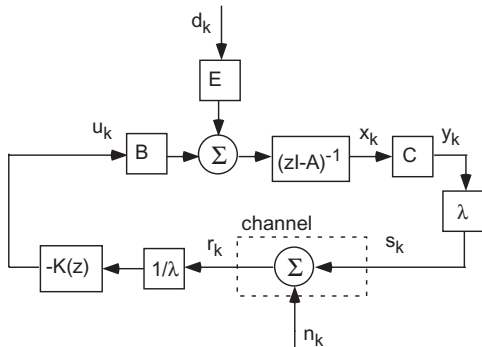 d_k
E
u_k
B
Σ
(zI-A)^{-1}
x_k
C
y_k
λ
channel
r_k
s_k
-K(z)
1/λ
Σ
n_k